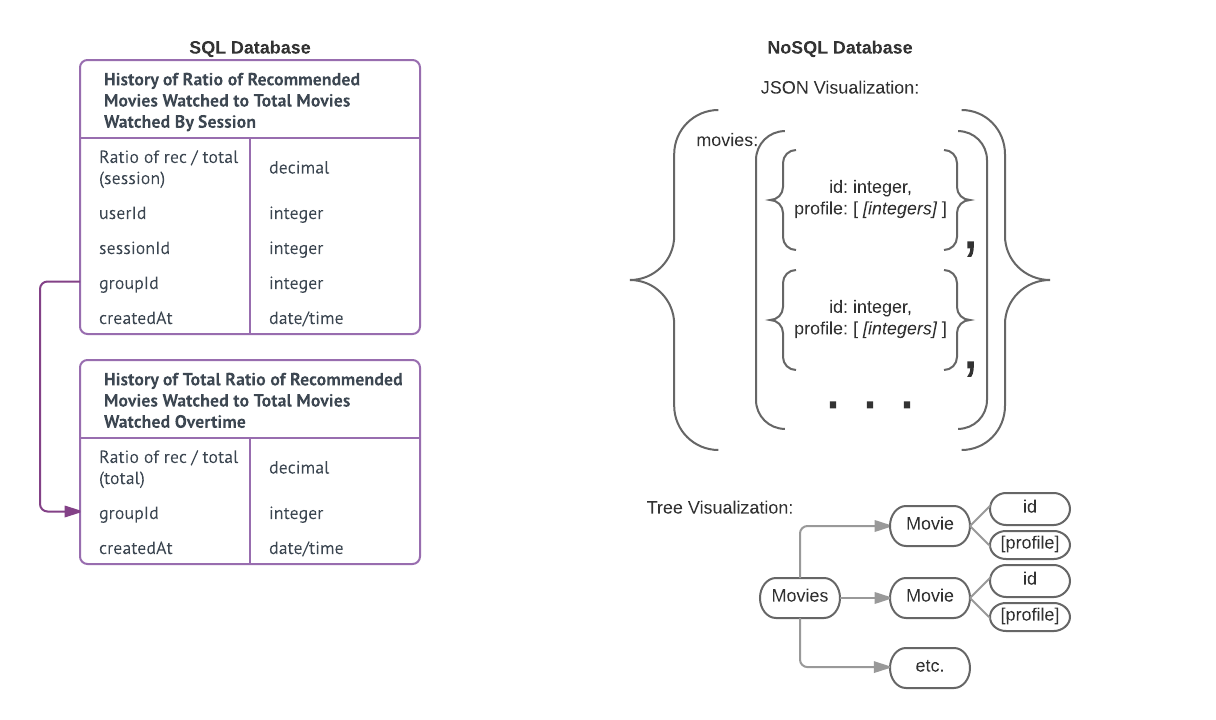 SQL Database
History of Ratio of Recommended
Movies Watched to Total Movies
Watched By Session
Ratio of rec / total
(session)
decimal
userId
integer
sessionId
integer
groupId
integer
createdAt
date/time
History of Total Ratio of Recommended
Movies Watched to Total Movies
Watched Overtime
Ratio of rec / total
(total)
decimal
groupId
integer
createdAt
date/time
NoSQL Database
JSON Visualization:
movies:
id: integer,
profile: [ [integers] ]
,
id: integer,
profile: [ [integers] ]
,
. . .
Tree Visualization:
Movies
Movie
id
[profile]
Movie
id
[profile]
etc.